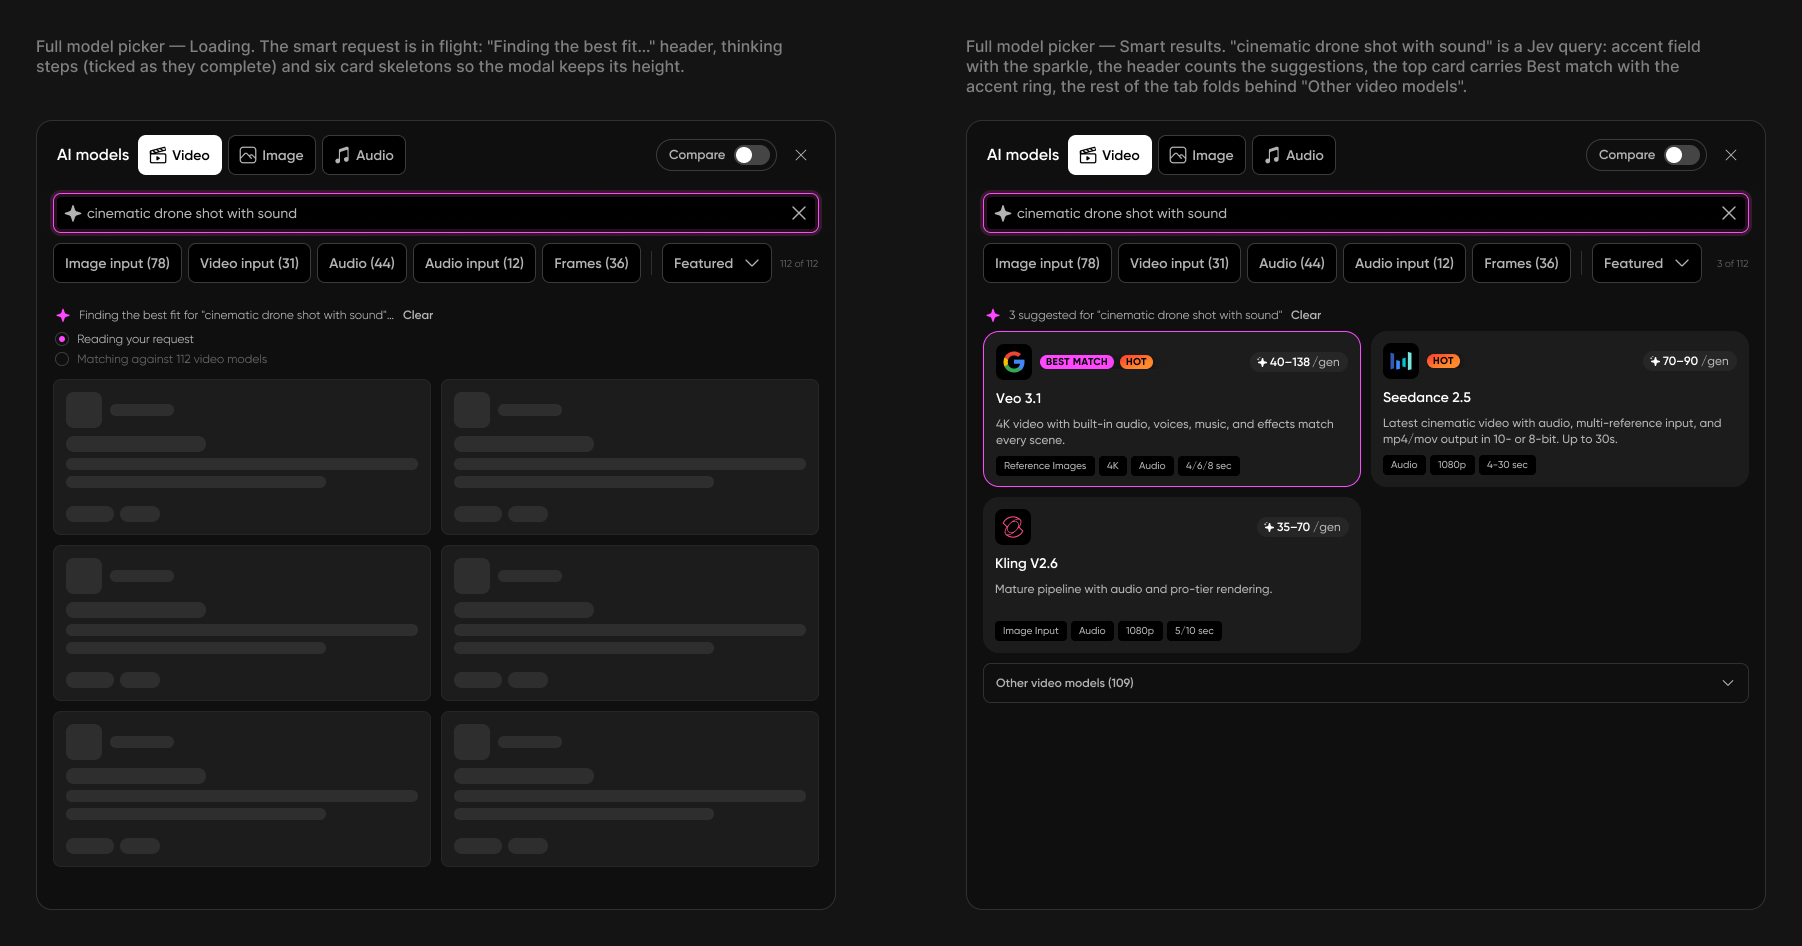 Full model picker — Loading. The smart request is in flight: "Finding the best fit..." header, thinking
steps (ticked as they complete) and six card skeletons so the modal keeps its height.
AI models
Video
Image
Audio
Compare
cinematic drone shot with sound
Image input (78)
Video input (31)
Audio (44)
Audio input (12)
Frames (36)
Featured
112 of 112
Finding the best fit for "cinematic drone shot with sound"... Clear
Reading your request
Matching against 112 video models
Full model picker — Smart results. "cinematic drone shot with sound" is a Jev query: accent field
with the sparkle, the header counts the suggestions, the top card carries Best match with the
accent ring, the rest of the tab folds behind "Other video models".
AI models
Video
Image
Audio
Compare
cinematic drone shot with sound
Image input (78)
Video input (31)
Audio (44)
Audio input (12)
Frames (36)
Featured
3 of 112
3 suggested for "cinematic drone shot with sound" Clear
BEST MATCH
HOT
40–138 /gen
Veo 3.1
4K video with built-in audio, voices, music, and effects match
every scene.
Reference Images
4K
Audio
4/6/8 sec
HOT
70–90 /gen
Seedance 2.5
Latest cinematic video with audio, multi-reference input, and
mp4/mov output in 10- or 8-bit. Up to 30s.
Audio
1080p
4-30 sec
35–70 /gen
Kling V2.6
Mature pipeline with audio and pro-tier rendering.
Image Input
Audio
1080p
5/10 sec
Other video models (109)